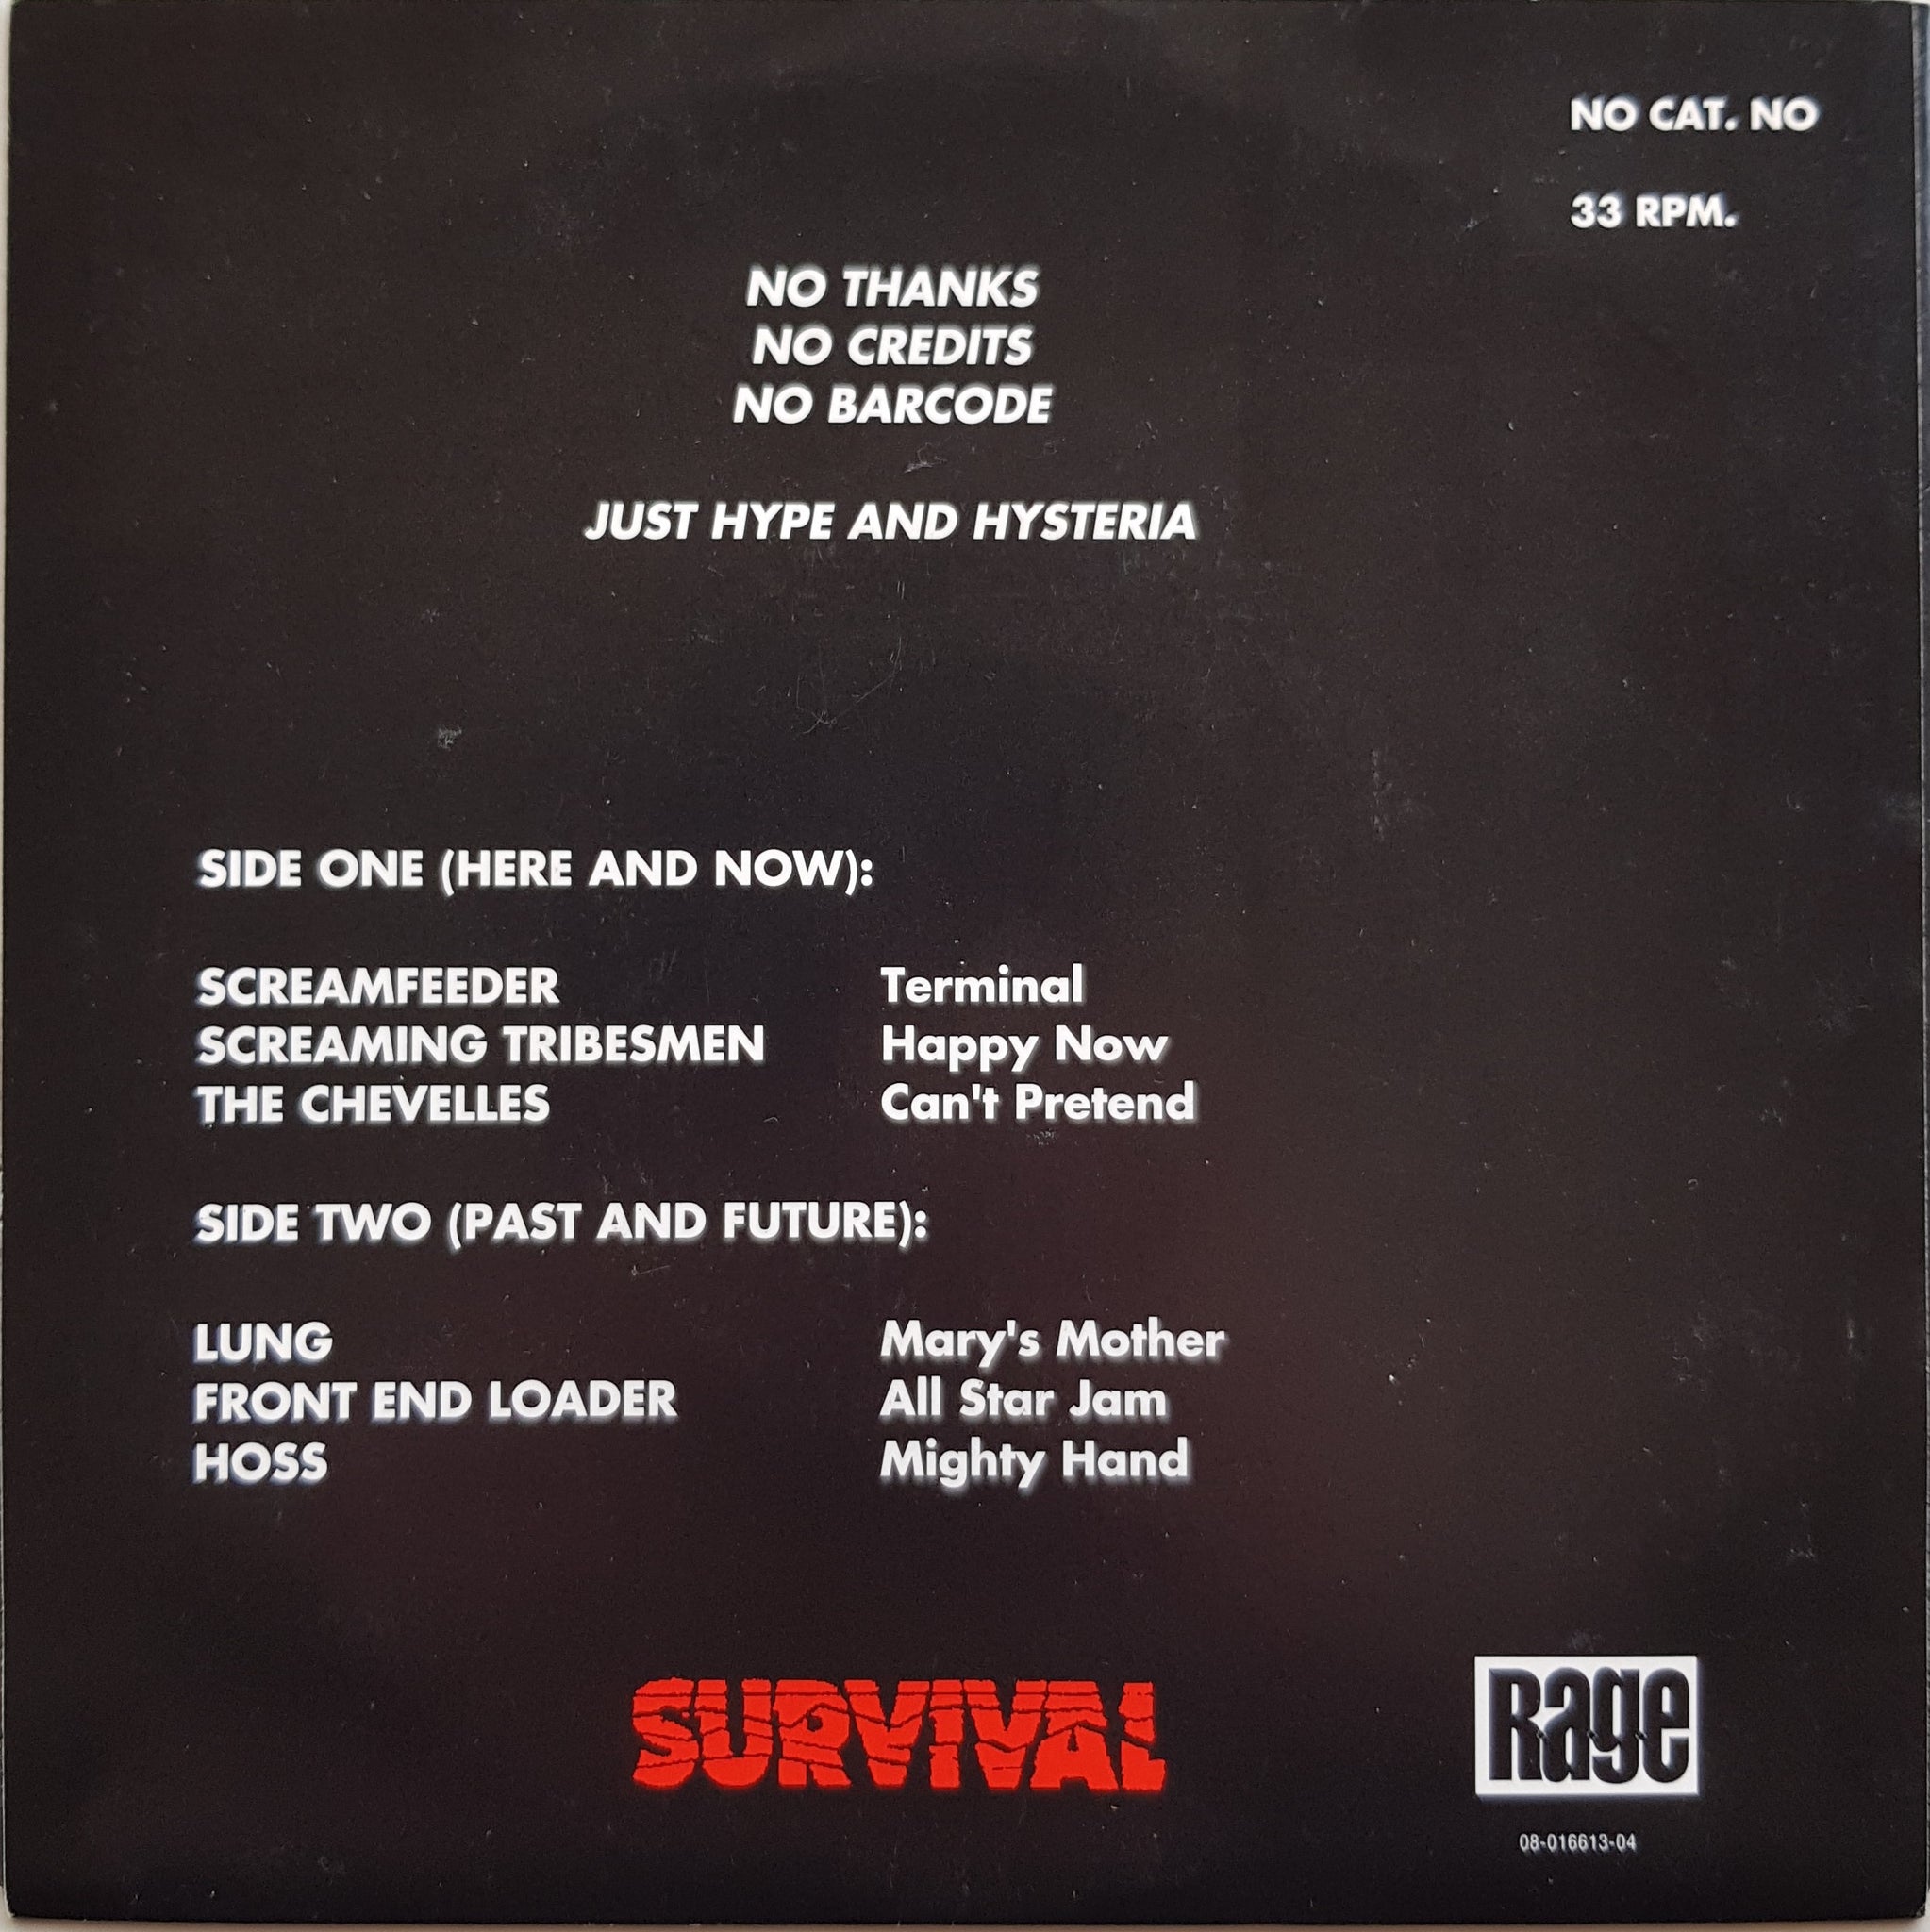 NO CAT. NO
33 RPM.
NO THANKS
NO CREDITS
NO BARCODE
JUST HYPE AND HYSTERIA
SIDE ONE (HERE AND NOW):
SCREAMFEEDER Terminal
SCREAMING TRIBESMEN Happy Now
THE CHEVELLES Can't Pretend
SIDE TWO (PAST AND FUTURE):
LUNG Mary's Mother
FRONT END LOADER All Star Jam
HOSS Mighty Hand
SURVIVAL
Rage
08-016613-04